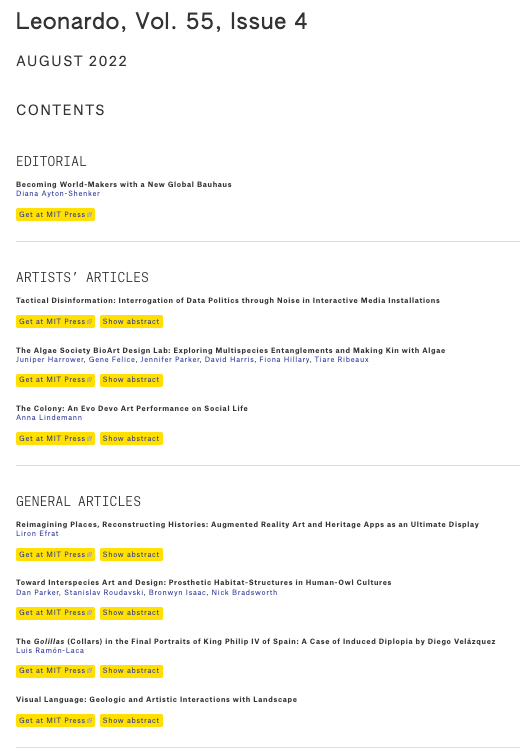 Leonardo, Vol. 55, Issue 4
AUGUST 2022
CONTENTS
EDITORIAL
Becoming World-Makers with a New Global Bauhaus
Diana Ayton-Shenker
Get at MIT Press
ARTISTS' ARTICLES
Tactical Disinformation: Interrogation of Data Politics through Noise in Interactive Media Installations
Get at MIT Press Show abstract
The Algae Society BioArt Design Lab: Exploring Multispecies Entanglements and Making Kin with Algae
Juniper Harrower, Gene Felice, Jennifer Parker, David Harris, Fiona Hillary, Tiare Ribeaux
Get at MIT Press Show abstract
The Colony: An Evo Devo Art Performance on Social Life
Anna Lindemann
Get at MIT Press Show abstract
GENERAL ARTICLES
Reimagining Places, Reconstructing Histories: Augmented Reality Art and Heritage Apps as an Ultimate Display
Liron Efrat
Get at MIT Press Show abstract
Toward Interspecies Art and Design: Prosthetic Habitat-Structures in Human-Owl Cultures
Dan Parker, Stanislav Roudavski, Bronwyn Isaac, Nick Bradsworth
Get at MIT Press Show abstract
The Golillas (Collars) in the Final Portraits of King Philip IV of Spain: A Case of Induced Diplopia by Diego Velázquez
Luis Ramón-Laca
Get at MIT Press Show abstract
Visual Language: Geologic and Artistic Interactions with Landscape
Get at MIT Press Show abstract